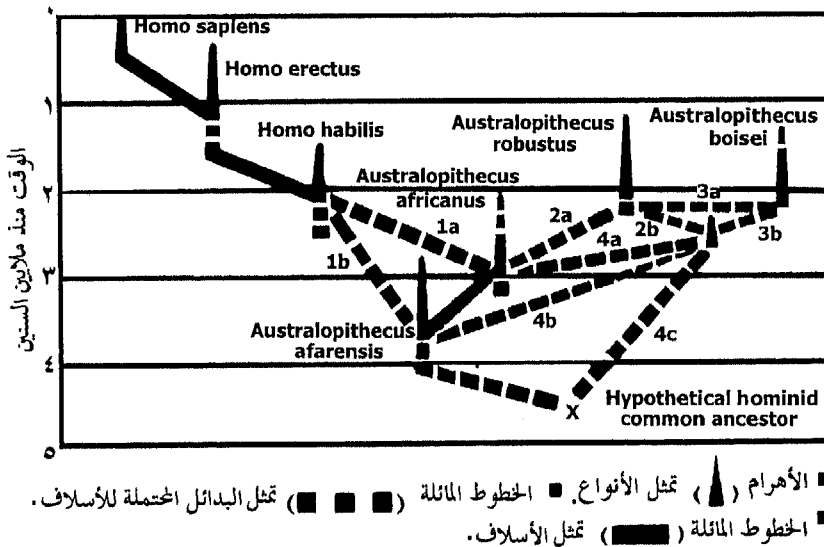 ٠
Homo sapiens
Homo erectus
١
Homo habilis
Australopithecus
robustus
Australopithecus
boisei
٢
Australopithecus
africanus
3a
1a
2a
2b
3b
4a
1b
٣
4b
4c
Australopithecus
afarensis
٤
X
Hypothetical hominid
common ancestor
٥
الوقت منذ ملايين السنين
الأهرام ( ) تمثل الأنواع. الخطوط المائلة ( ) تمثل البدائل المحتملة للأسلاف.
الخطوط المائلة ( ) تمثل الأسلاف.